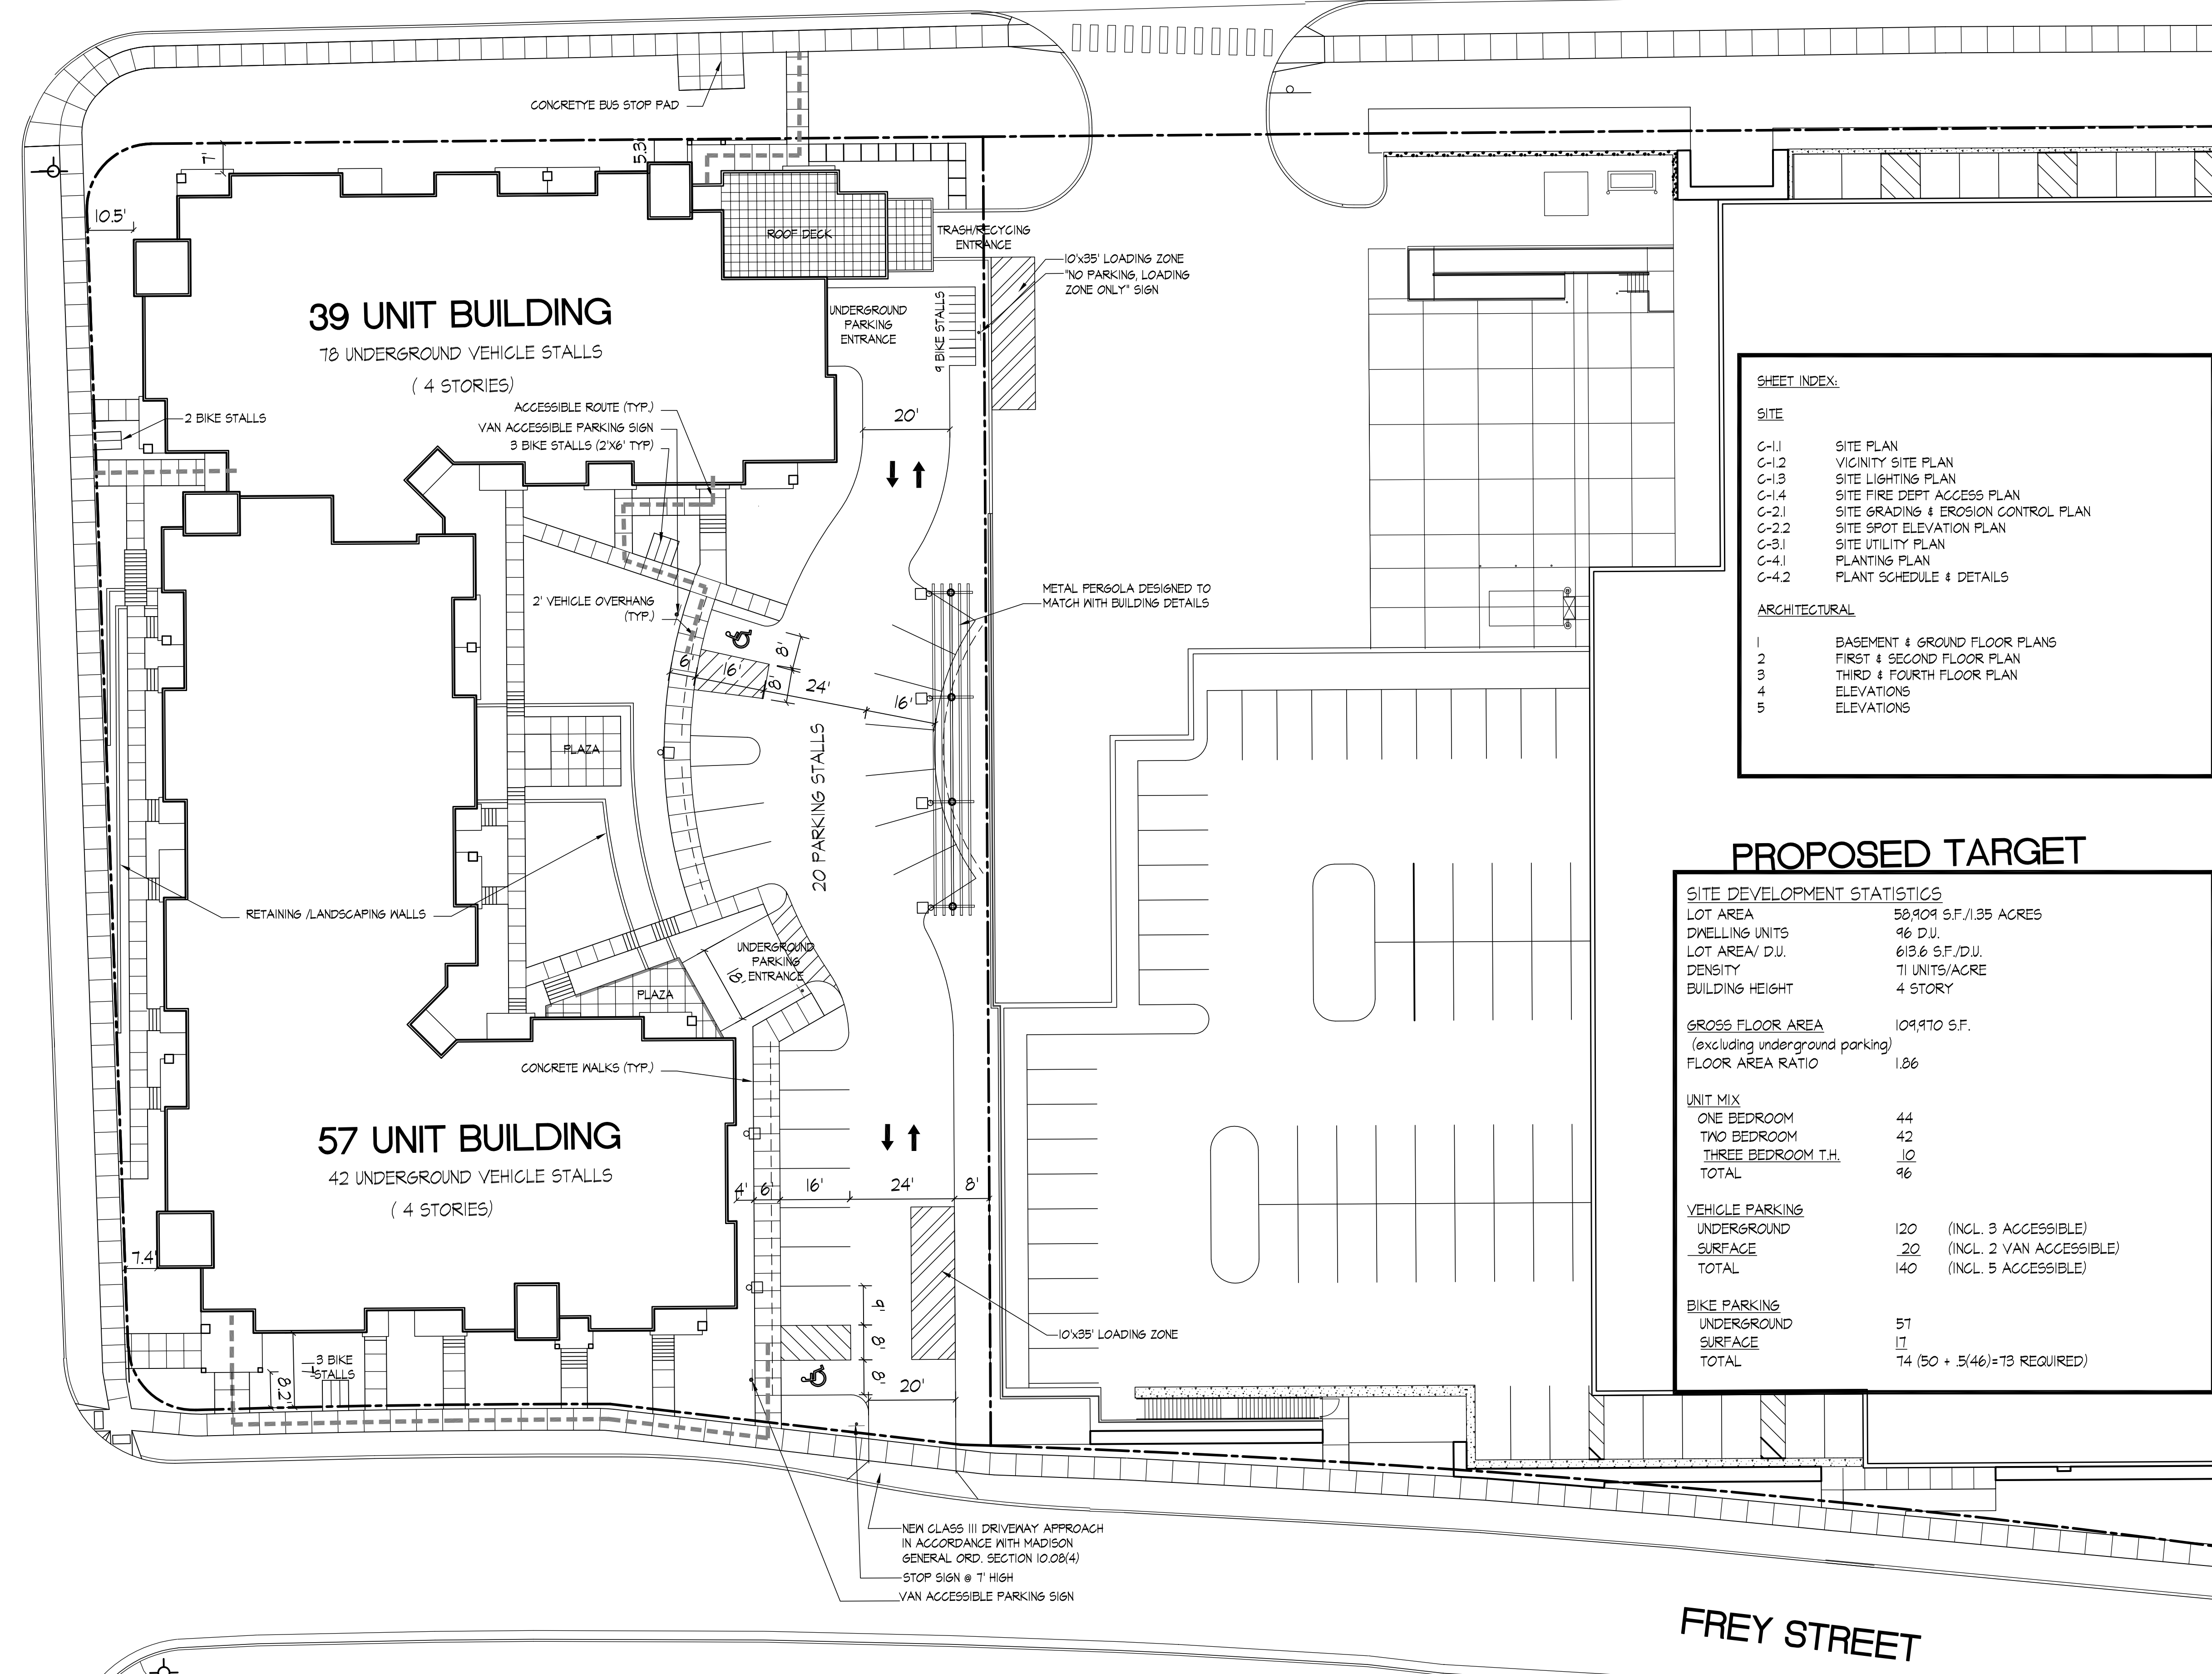 CONCRETYE BUS STOP PAD
7'
5.3
10.5'
ROOF DECK
TRASH/RECYCING
ENTRANCE
10'x35' LOADING ZONE
"NO PARKING, LOADING
ZONE ONLY" SIGN
39 UNIT BUILDING
78 UNDERGROUND VEHICLE STALLS
( 4 STORIES)
UNDERGROUND
PARKING
ENTRANCE
9 BIKE STALLS
2 BIKE STALLS
ACCESSIBLE ROUTE (TYP.)
VAN ACCESSIBLE PARKING SIGN
3 BIKE STALLS (2'X6' TYP)
20'
2' VEHICLE OVERHANG
(TYP.)
METAL PERGOLA DESIGNED TO
MATCH WITH BUILDING DETAILS
6'
16'
8'
8'
24'
16'
PLAZA
20 PARKING STALLS
RETAINING /LANDSCAPING WALLS
UNDERGROUND
PARKING
ENTRANCE
18'
PLAZA
CONCRETE WALKS (TYP.)
57 UNIT BUILDING
42 UNDERGROUND VEHICLE STALLS
( 4 STORIES)
4'
6'
16'
24'
8'
7.4'
9'
8'
8'
10'x35' LOADING ZONE
3 BIKE
STALLS
8.2'
20'
NEW CLASS III DRIVEWAY APPROACH
IN ACCORDANCE WITH MADISON
GENERAL ORD. SECTION 10.08(4)
STOP SIGN @ 7' HIGH
VAN ACCESSIBLE PARKING SIGN
SHEET INDEX:
SITE
C-1.1 SITE PLAN
C-1.2 VICINITY SITE PLAN
C-1.3 SITE LIGHTING PLAN
C-1.4 SITE FIRE DEPT ACCESS PLAN
C-2.1 SITE GRADING & EROSION CONTROL PLAN
C-2.2 SITE SPOT ELEVATION PLAN
C-3.1 SITE UTILITY PLAN
C-4.1 PLANTING PLAN
C-4.2 PLANT SCHEDULE & DETAILS
ARCHITECTURAL
1 BASEMENT & GROUND FLOOR PLANS
2 FIRST & SECOND FLOOR PLAN
3 THIRD & FOURTH FLOOR PLAN
4 ELEVATIONS
5 ELEVATIONS
PROPOSED TARGET
SITE DEVELOPMENT STATISTICS
LOT AREA 58,909 S.F./1.35 ACRES
DWELLING UNITS 96 D.U.
LOT AREA/ D.U. 613.6 S.F./D.U.
DENSITY 71 UNITS/ACRE
BUILDING HEIGHT 4 STORY
GROSS FLOOR AREA 109,970 S.F.
(excluding underground parking)
FLOOR AREA RATIO 1.86
UNIT MIX
ONE BEDROOM 44
TWO BEDROOM 42
THREE BEDROOM T.H. 10
TOTAL 96
VEHICLE PARKING
UNDERGROUND 120 (INCL. 3 ACCESSIBLE)
SURFACE 20 (INCL. 2 VAN ACCESSIBLE)
TOTAL 140 (INCL. 5 ACCESSIBLE)
BIKE PARKING
UNDERGROUND 57
SURFACE 17
TOTAL 74 (50 + .5(46)=73 REQUIRED)
FREY STREET